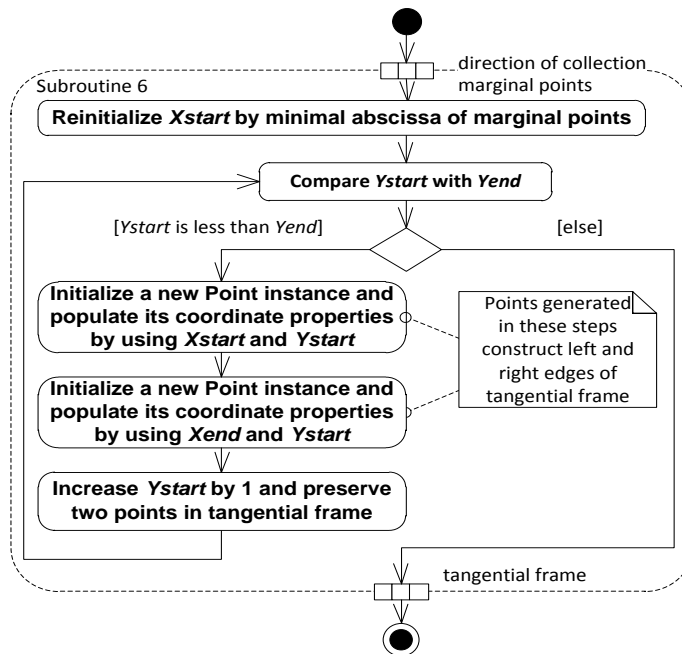 direction of collection
marginal points
Subroutine 6
Reinitialize Xstart by minimal abscissa of marginal points
Compare Ystart with Yend
[Ystart is less than Yend]
[else]
Initialize a new Point instance and
populate its coordinate properties
by using Xstart and Ystart
Points generated
in these steps
construct left and
right edges of
tangential frame
Initialize a new Point instance and
populate its coordinate properties
by using Xend and Ystart
Increase Ystart by 1 and preserve
two points in tangential frame
tangential frame